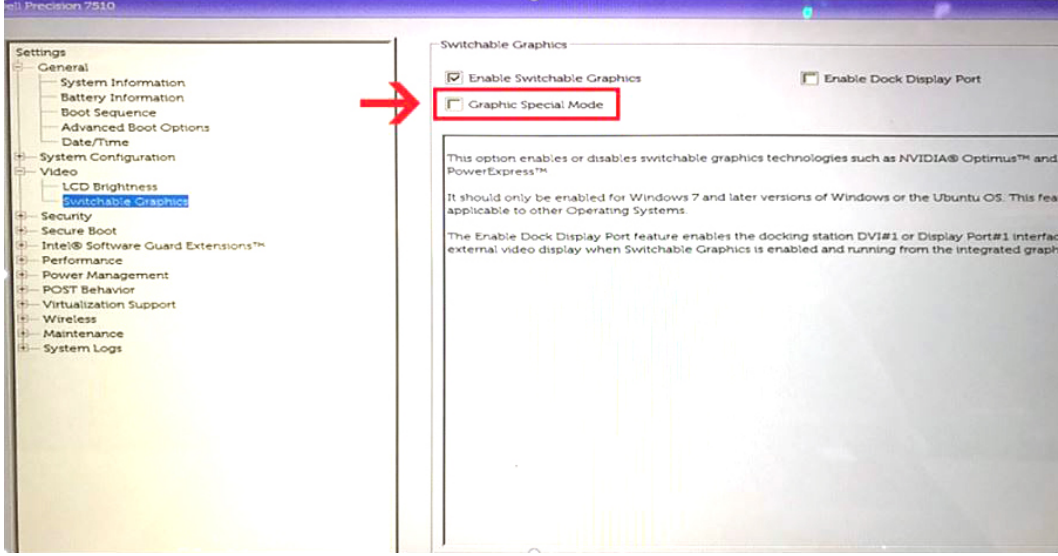 ell Precision 7510
Settings
General
System Information
Battery Information
Boot Sequence
Advanced Boot Options
Date/Time
System Configuration
Video
LCD Brightness
Switchable Graphics
Security
Secure Boot
Intel® Software Guard Extensions™
Performance
Power Management
POST Behavior
Virtualization Support
Wireless
Maintenance
System Logs
Switchable Graphics
Enable Switchable Graphics
Enable Dock Display Port
Graphic Special Mode
This option enables or disables switchable graphics technologies such as NVIDIA® Optimus™ and
PowerExpress™
It should only be enabled for Windows 7 and later versions of Windows or the Ubuntu OS. This fea
applicable to other Operating Systems.
The Enable Dock Display Port feature enables the docking station DVI#1 or Display Port#1 interfac
external video display when Switchable Graphics is enabled and running from the integrated graph